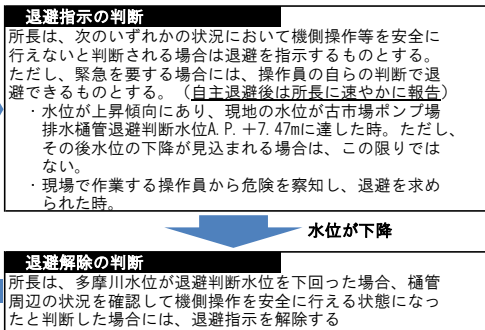 退避指示の判断
所長は、次のいずれかの状況において機側操作等を安全に
行えないと判断される場合は退避を指示するものとする。
ただし、緊急を要する場合には、操作員の自らの判断で退
避できるものとする。（自主退避後は所長に速やかに報告）
・水位が上昇傾向にあり、現地の水位が古市場ポンプ場
排水樋管退避判断水位A.P.＋7.47mに達した時。ただし、
その後水位の下降が見込まれる場合は、この限りでは
ない。
・現場で作業する操作員から危険を察知し、退避を求め
られた時。
水位が下降
退避解除の判断
所長は、多摩川水位が退避判断水位を下回った場合、樋管
周辺の状況を確認して機側操作を安全に行える状態になっ
たと判断した場合には、退避指示を解除する